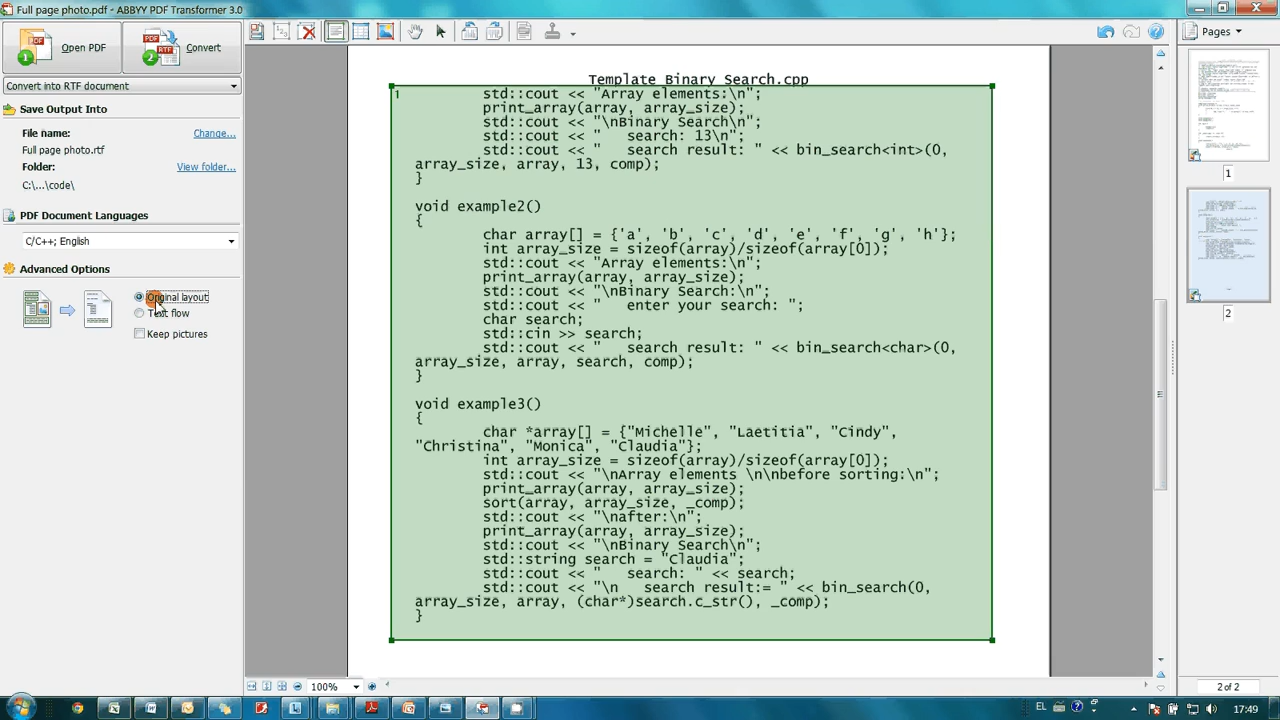 Full page photo.pdf - ABBYY PDF Transformer 3.0
Open PDF
Convert
Convert into RTF document
Save Output Into
File name:
Change...
Full page photo.rtf
Folder:
View folder...
C:\...\code\
PDF Document Languages
C/C++; English
Advanced Options
Original layout
Text flow
Keep pictures
Template Binary Search.cpp
1
std::cout << "Array elements:\n";
print_array(array, array_size);
std::cout << "\nBinary Search\n";
std::cout << "   search: 13\n";
std::cout << "   search result: " << bin_search<int>(0,
array_size, array, 13, comp);
}
void example2()
{
char array[] = {'a', 'b', 'c', 'd', 'e', 'f', 'g', 'h'};
int array_size = sizeof(array)/sizeof(array[0]);
std::cout << "Array elements:\n";
print_array(array, array_size);
std::cout << "\nBinary Search:\n";
std::cout << "   enter your search: ";
char search;
std::cin >> search;
std::cout << "   search result: " << bin_search<char>(0,
array_size, array, search, comp);
}
void example3()
{
char *array[] = {"Michelle", "Laetitia", "Cindy",
"Christina", "Monica", "Claudia"};
int array_size = sizeof(array)/sizeof(array[0]);
std::cout << "\nArray elements \n\nbefore sorting:\n";
print_array(array, array_size);
sort(array, array_size, _comp);
std::cout << "\nafter:\n";
print_array(array, array_size);
std::cout << "\nBinary Search\n";
std::string search = "Claudia";
std::cout << "   search: " << search;
std::cout << "\n   search result:= " << bin_search(0,
array_size, array, (char*)search.c_str(), _comp);
}
100%
Pages
1
2
2 of 2
EL
17:49